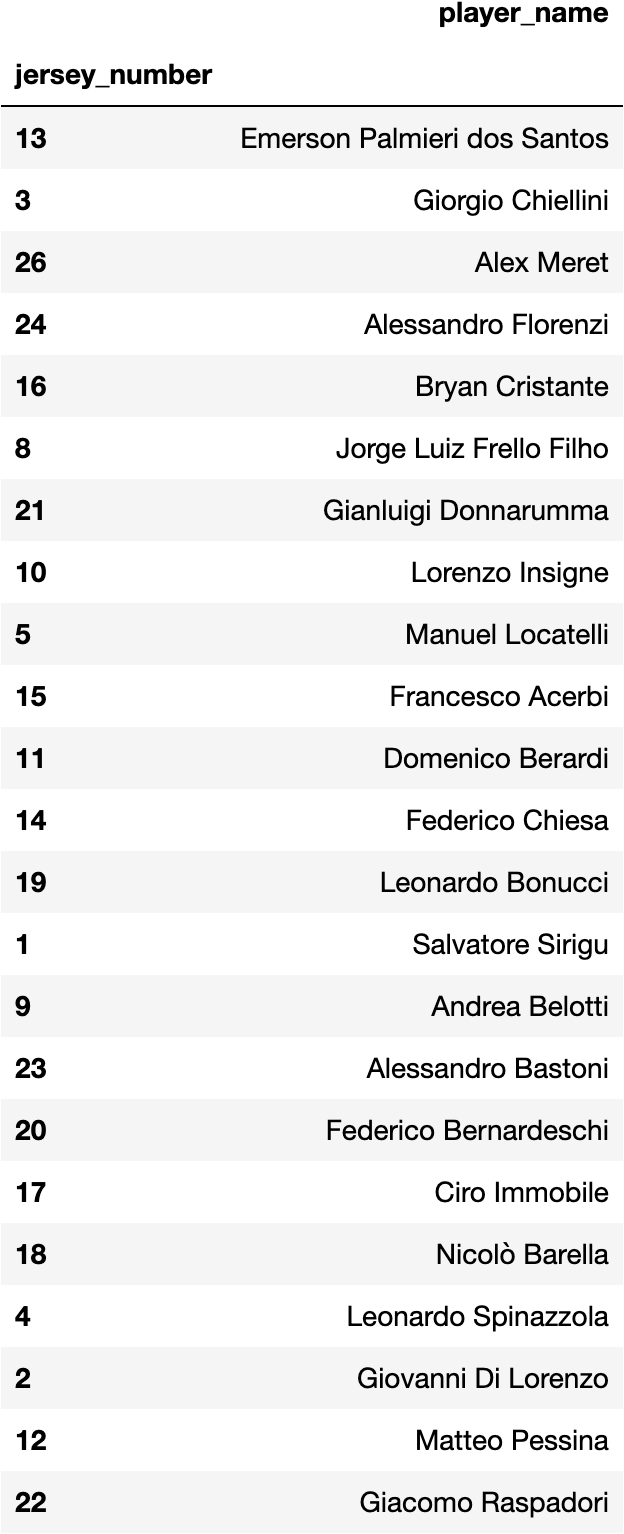 player_name
jersey_number
13 Emerson Palmieri dos Santos
3 Giorgio Chiellini
26 Alex Meret
24 Alessandro Florenzi
16 Bryan Cristante
8 Jorge Luiz Frello Filho
21 Gianluigi Donnarumma
10 Lorenzo Insigne
5 Manuel Locatelli
15 Francesco Acerbi
11 Domenico Berardi
14 Federico Chiesa
19 Leonardo Bonucci
1 Salvatore Sirigu
9 Andrea Belotti
23 Alessandro Bastoni
20 Federico Bernardeschi
17 Ciro Immobile
18 Nicolò Barella
4 Leonardo Spinazzola
2 Giovanni Di Lorenzo
12 Matteo Pessina
22 Giacomo Raspadori